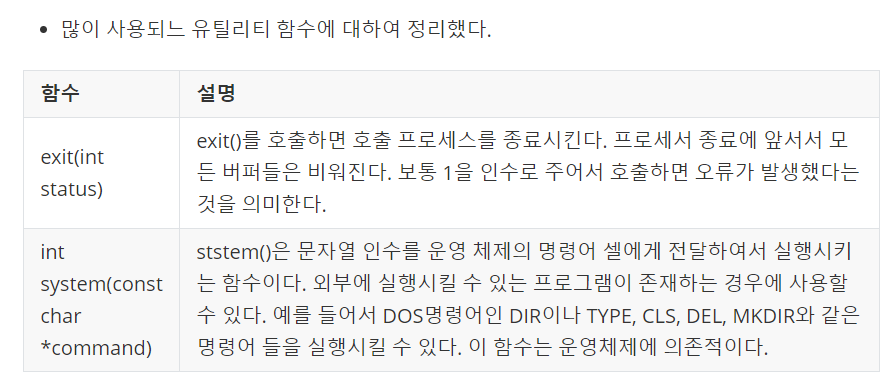 많이 사용되느 유틸리티 함수에 대하여 정리했다.
함수 설명
exit(int
status)
exit()를 호출하면 호출 프로세스를 종료시킨다. 프로세서 종료에 앞서서 모
든 버퍼들은 비워진다. 보통 1을 인수로 주어서 호출하면 오류가 발생했다는
것을 의미한다.
int
system(const
char
*command)
ststem()은 문자열 인수를 운영 체제의 명령어 셸에게 전달하여서 실행시키
는 함수이다. 외부에 실행시킬 수 있는 프로그램이 존재하는 경우에 사용할
수 있다. 예를 들어서 DOS명령어인 DIR이나 TYPE, CLS, DEL, MKDIR와 같은
명령어 들을 실행시킬 수 있다. 이 함수는 운영체제에 의존적이다.